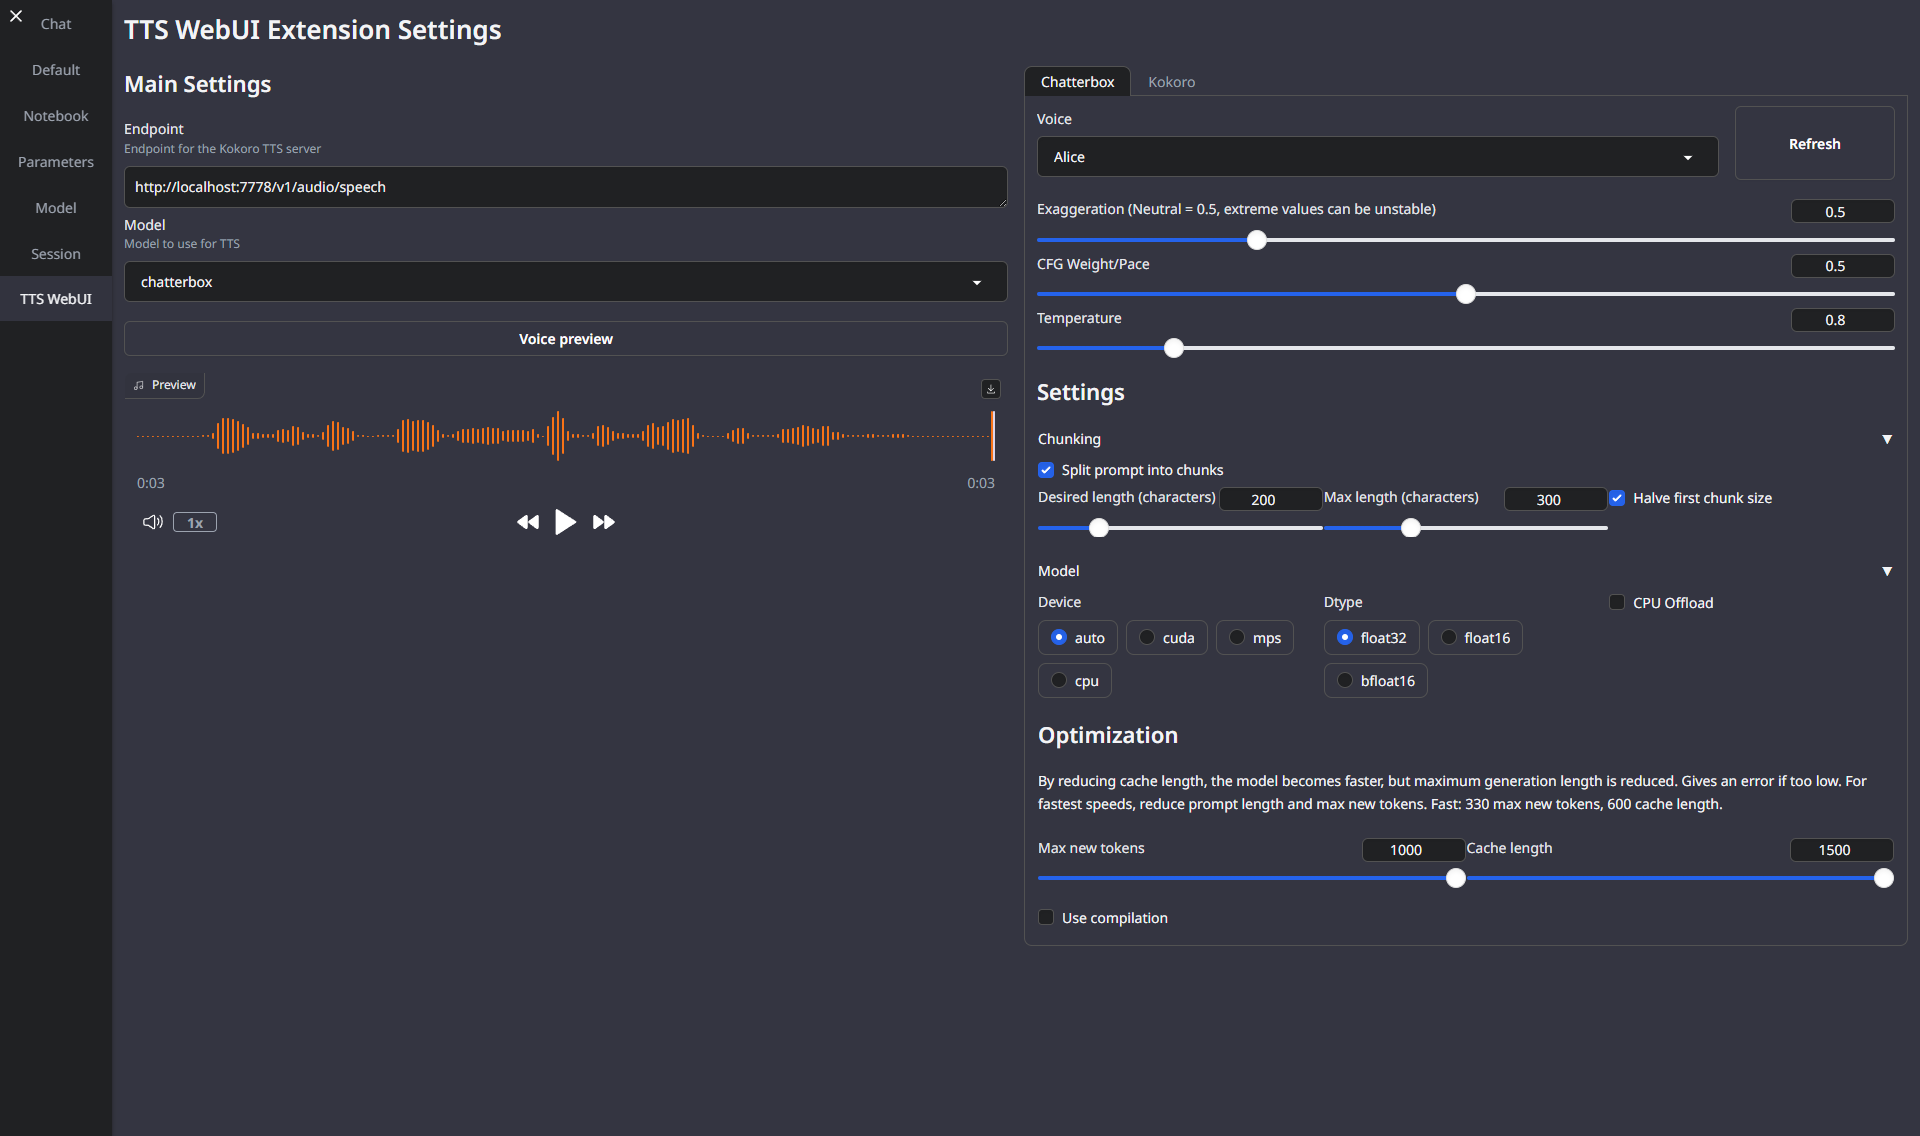 Chat
Default
Notebook
Parameters
Model
Session
TTS WebUI
TTS WebUI Extension Settings
Main Settings
Endpoint
Endpoint for the Kokoro TTS server
http://localhost:7778/v1/audio/speech
Model
Model to use for TTS
chatterbox
Voice preview
Preview
0:03
0:03
1x
Chatterbox
Kokoro
Voice
Alice
Refresh
Exaggeration (Neutral = 0.5, extreme values can be unstable)
0.5
CFG Weight/Pace
0.5
Temperature
0.8
Settings
Chunking
Split prompt into chunks
Desired length (characters)
200
Max length (characters)
300
Halve first chunk size
Model
Device
auto
cuda
mps
cpu
Dtype
float32
float16
bfloat16
CPU Offload
Optimization
By reducing cache length, the model becomes faster, but maximum generation length is reduced. Gives an error if too low. For
fastest speeds, reduce prompt length and max new tokens. Fast: 330 max new tokens, 600 cache length.
Max new tokens
1000
Cache length
1500
Use compilation